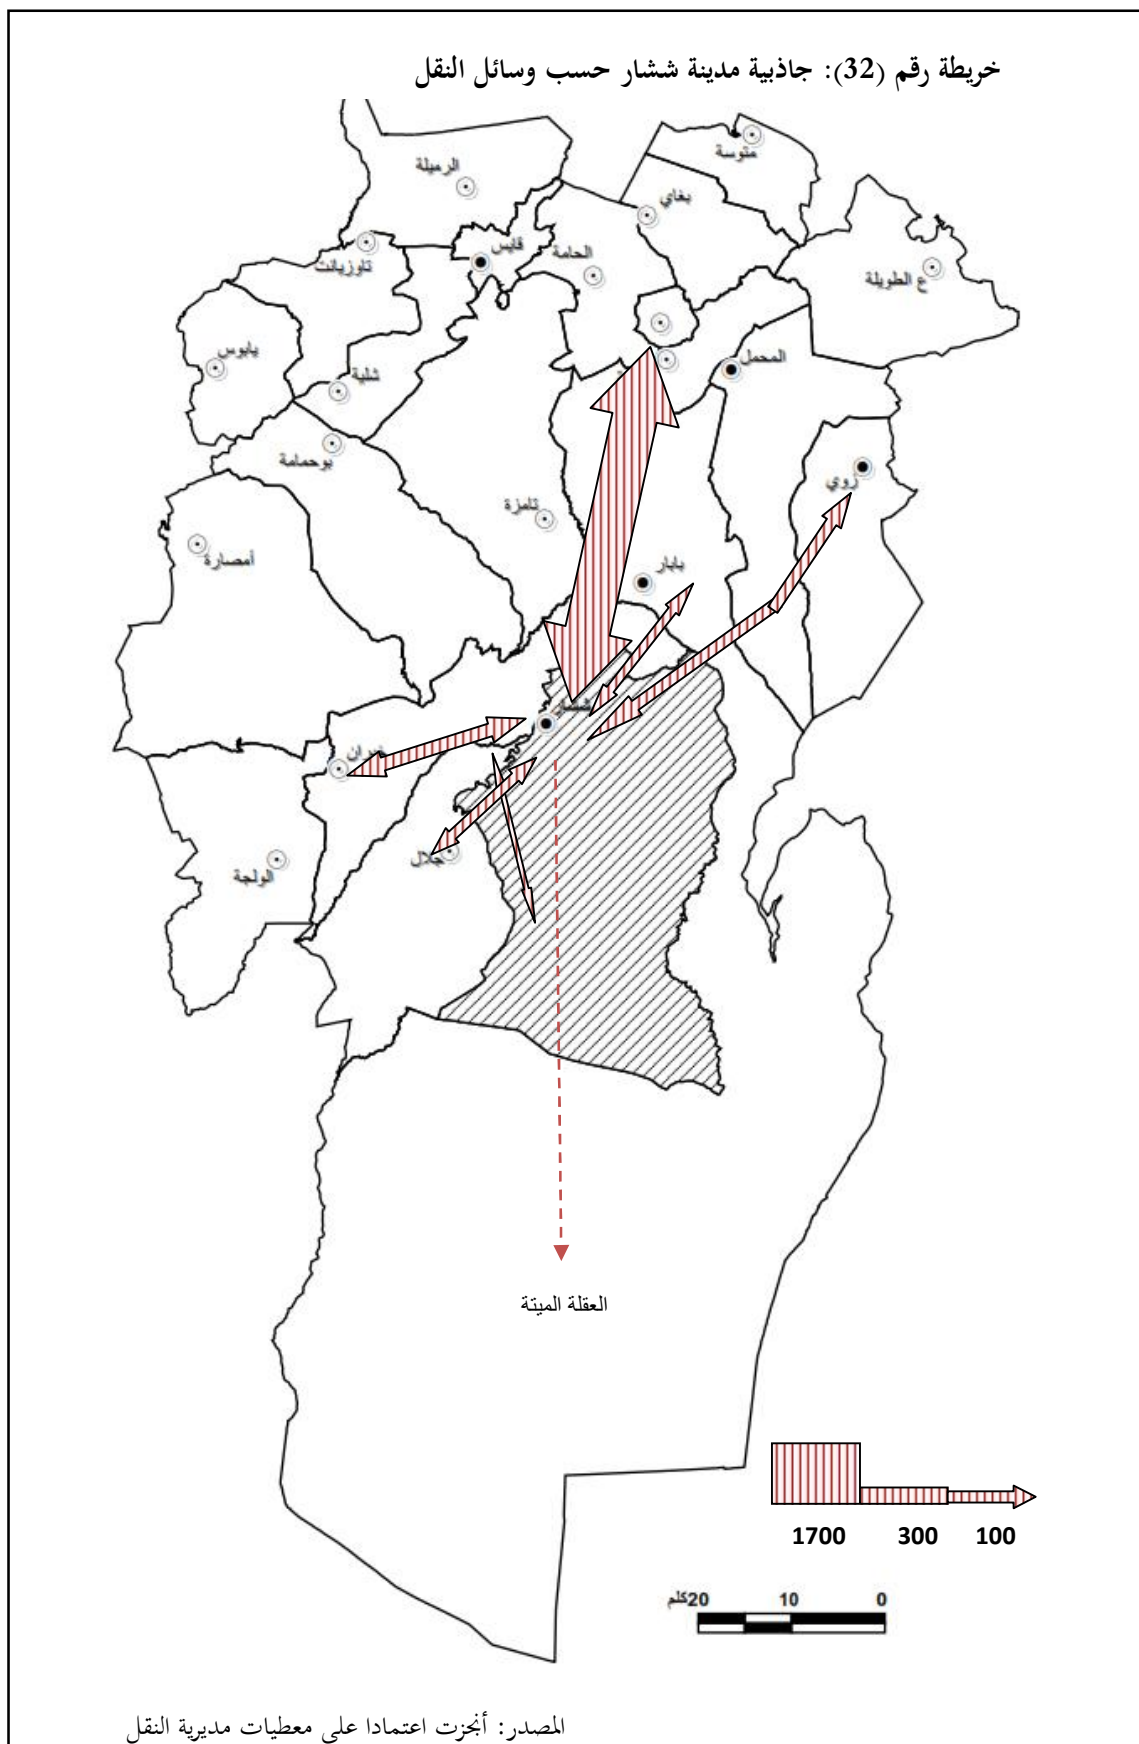 خريطة رقم (32): جاذبية مدينة ششار حسب وسائل النقل
متوسة
الرميلة
بغاي
قايس
الحامة
تاوزيانت
ع الطويلة
يابوس
شلية
المحمل
بوحمامة
زوي
تامزة
أمصارة
بابار
ششار
خيران
جلال
الولجة
العقلة الميتة
1700 300 100
20كلم 10 0
المصدر: أنجزت اعتمادا على معطيات مديرية النقل